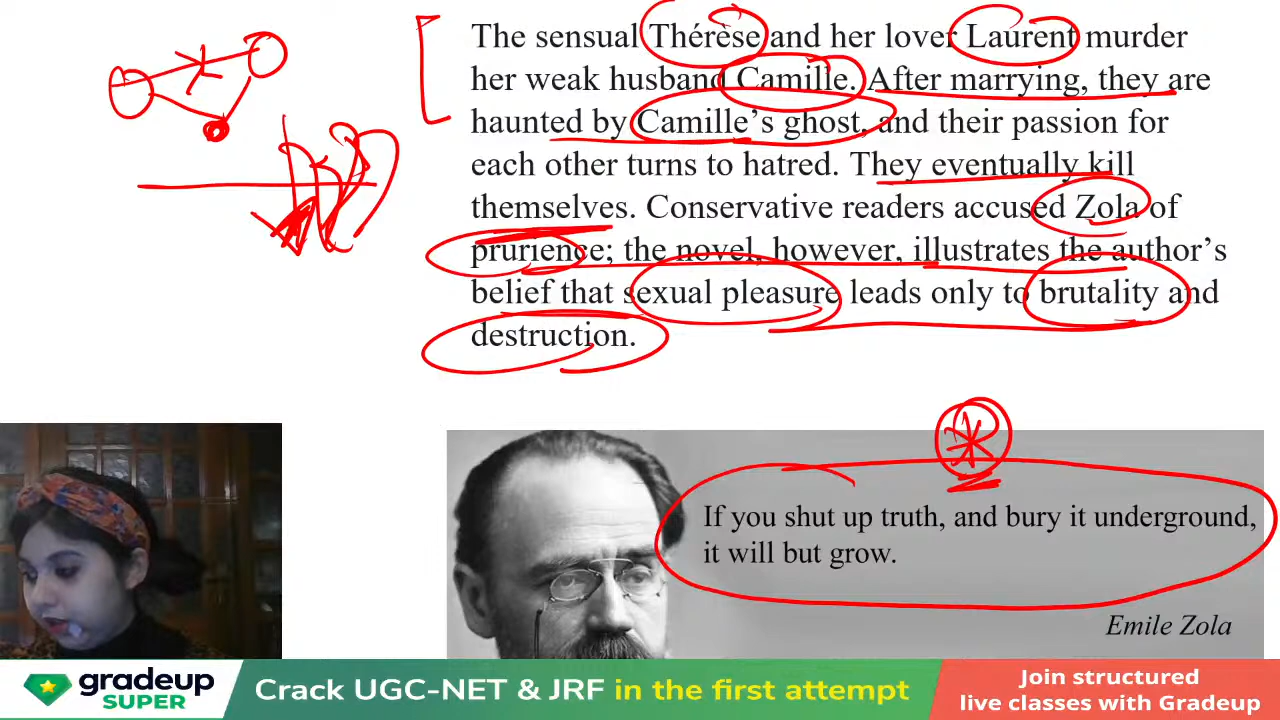 The sensual Thérèse and her lover Laurent murder
her weak husband Camille. After marrying, they are
haunted by Camille's ghost, and their passion for
each other turns to hatred. They eventually kill
themselves. Conservative readers accused Zola of
prurience; the novel, however, illustrates the author's
belief that sexual pleasure leads only to brutality and
destruction.
If you shut up truth, and bury it underground,
it will but grow.
Emile Zola
gradeup
SUPER
Crack UGC-NET & JRF in the first attempt
Join structured
live classes with Gradeup